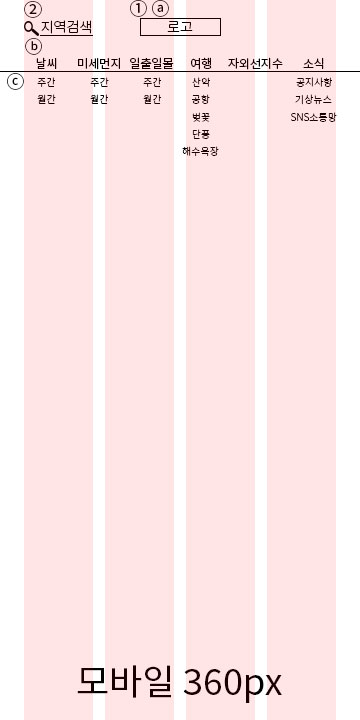 ② ① ⓐ
지역검색 로고
ⓑ
날씨 미세먼지 일출일몰 여행 자외선지수 소식
ⓒ 주간 주간 주간 산악 공지사항
월간 월간 월간 공항 기상뉴스
벚꽃 SNS소통망
단풍
해수욕장
모바일 360px